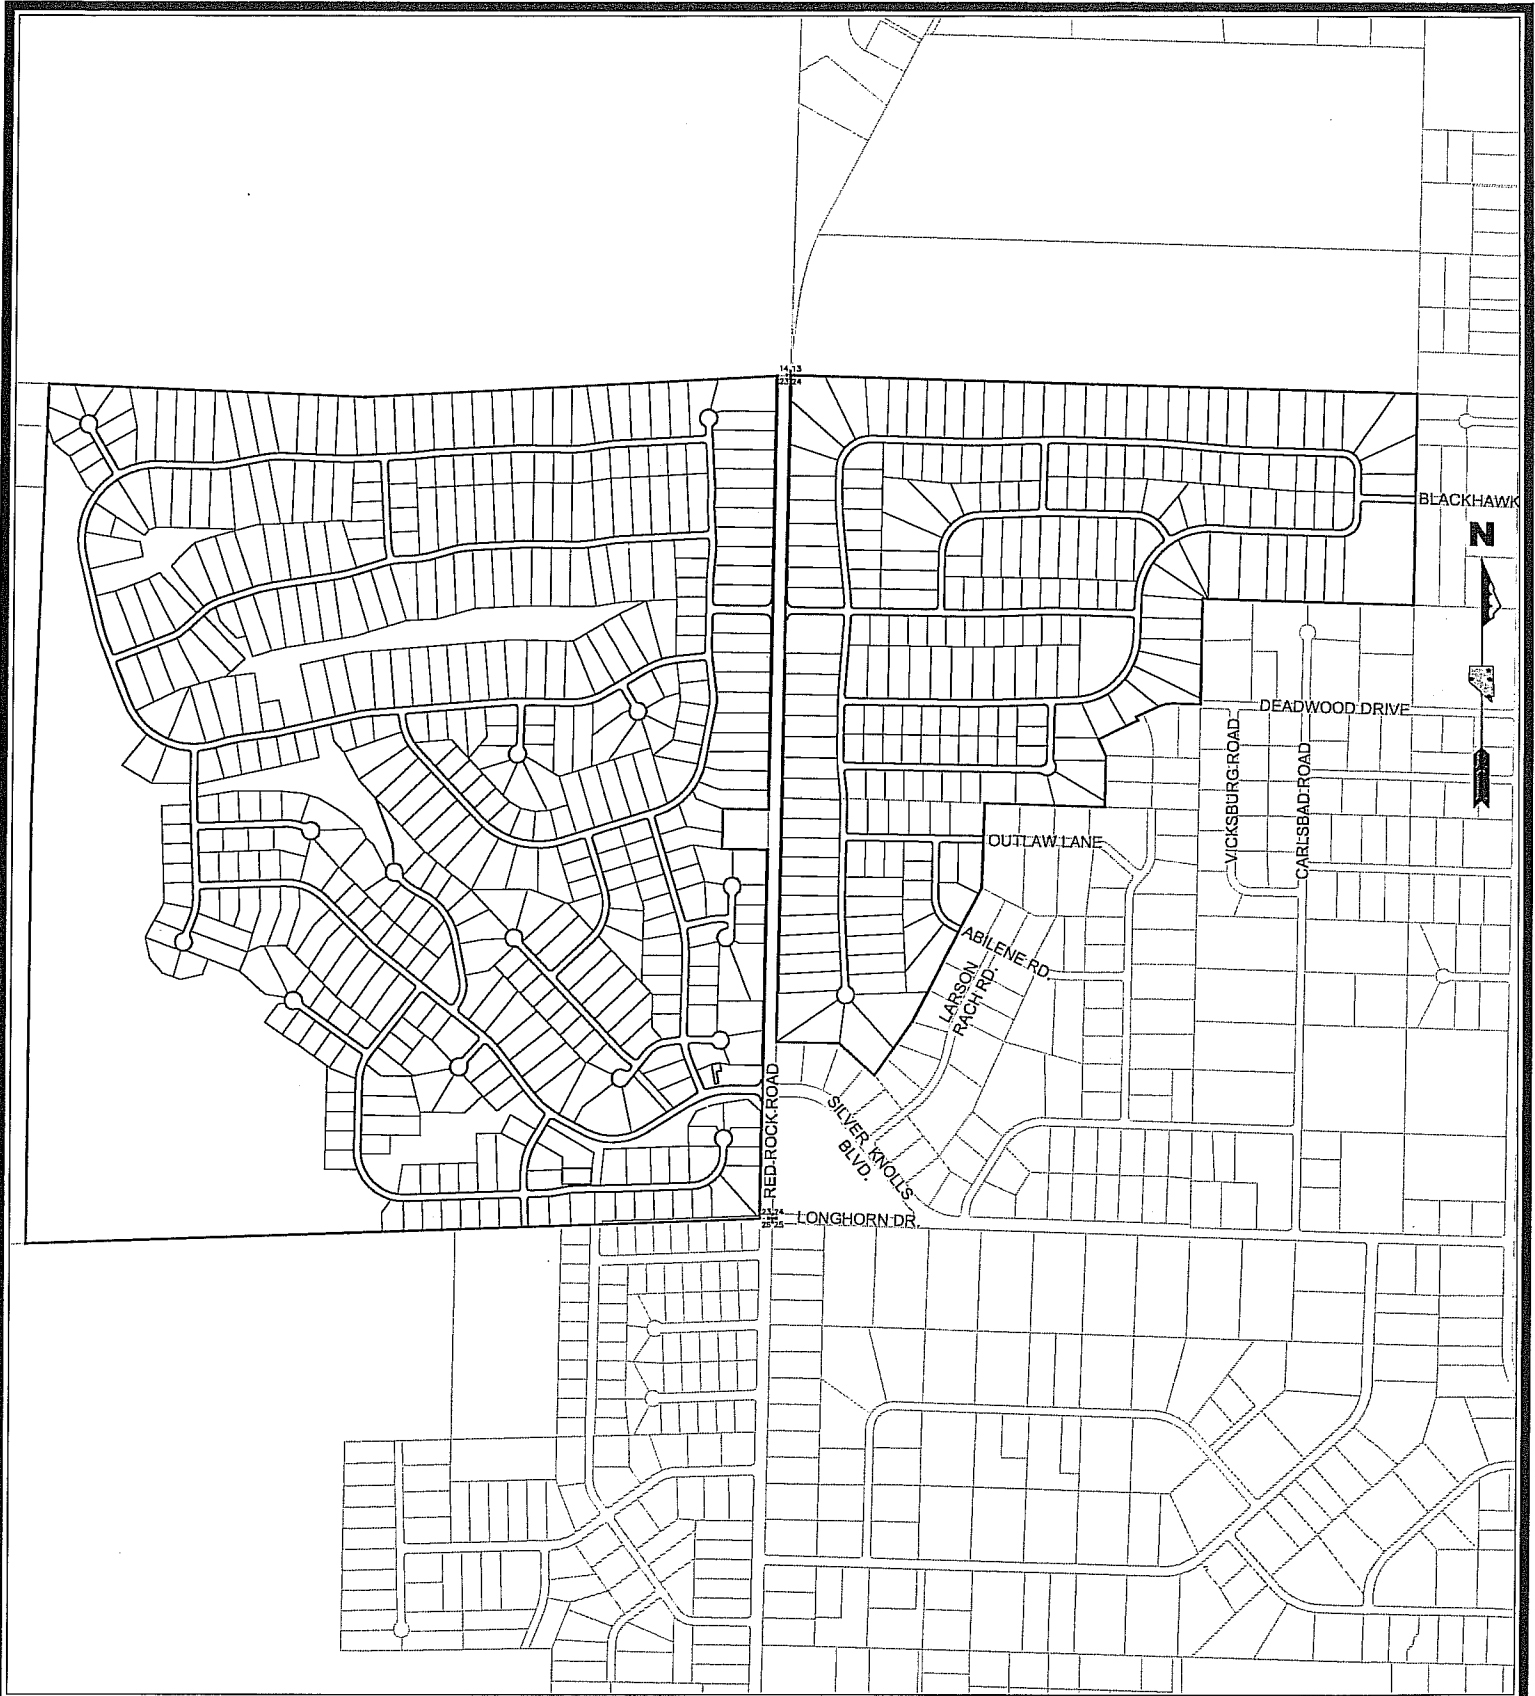 14 13
23 24
BLACKHAWK
N
DEADWOOD DRIVE
VICKSBURG ROAD
CARLSBAD ROAD
OUTLAW LANE
ABILENE RD.
LARSON
RACH RD.
RED ROCK ROAD
SILVER KNOLLS
BLVD.
23 24
26 25
LONGHORN DR.